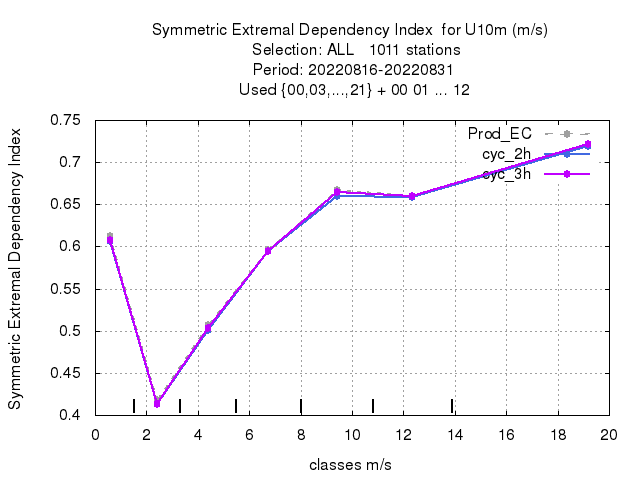 Symmetric Extremal Dependency Index  for U10m (m/s)
Selection: ALL   1011 stations
Period: 20220816-20220831
Used {00,03,...,21} + 00 01 ... 12
Symmetric Extremal Dependency Index
0.75
0.7
0.65
0.6
0.55
0.5
0.45
0.4
Prod_EC
cyc_2h
cyc_3h
0 2 4 6 8 10 12 14 16 18 20
classes m/s